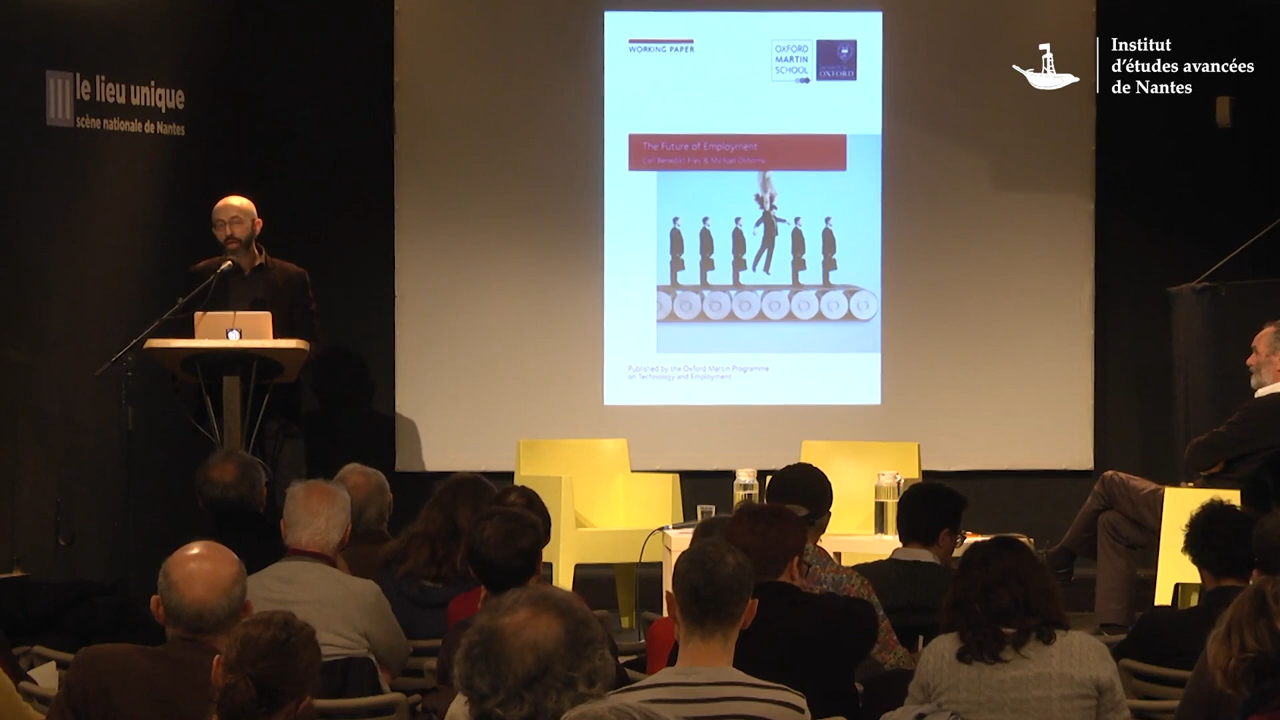 le lieu unique
scène nationale de Nantes
WORKING PAPER
OXFORD
MARTIN
SCHOOL
OXFORD
The Future of Employment
Carl Benedikt Frey & Michael Osborne
Published by the Oxford Martin Programme
on Technology and Employment
Institut
d'études avancées
de Nantes